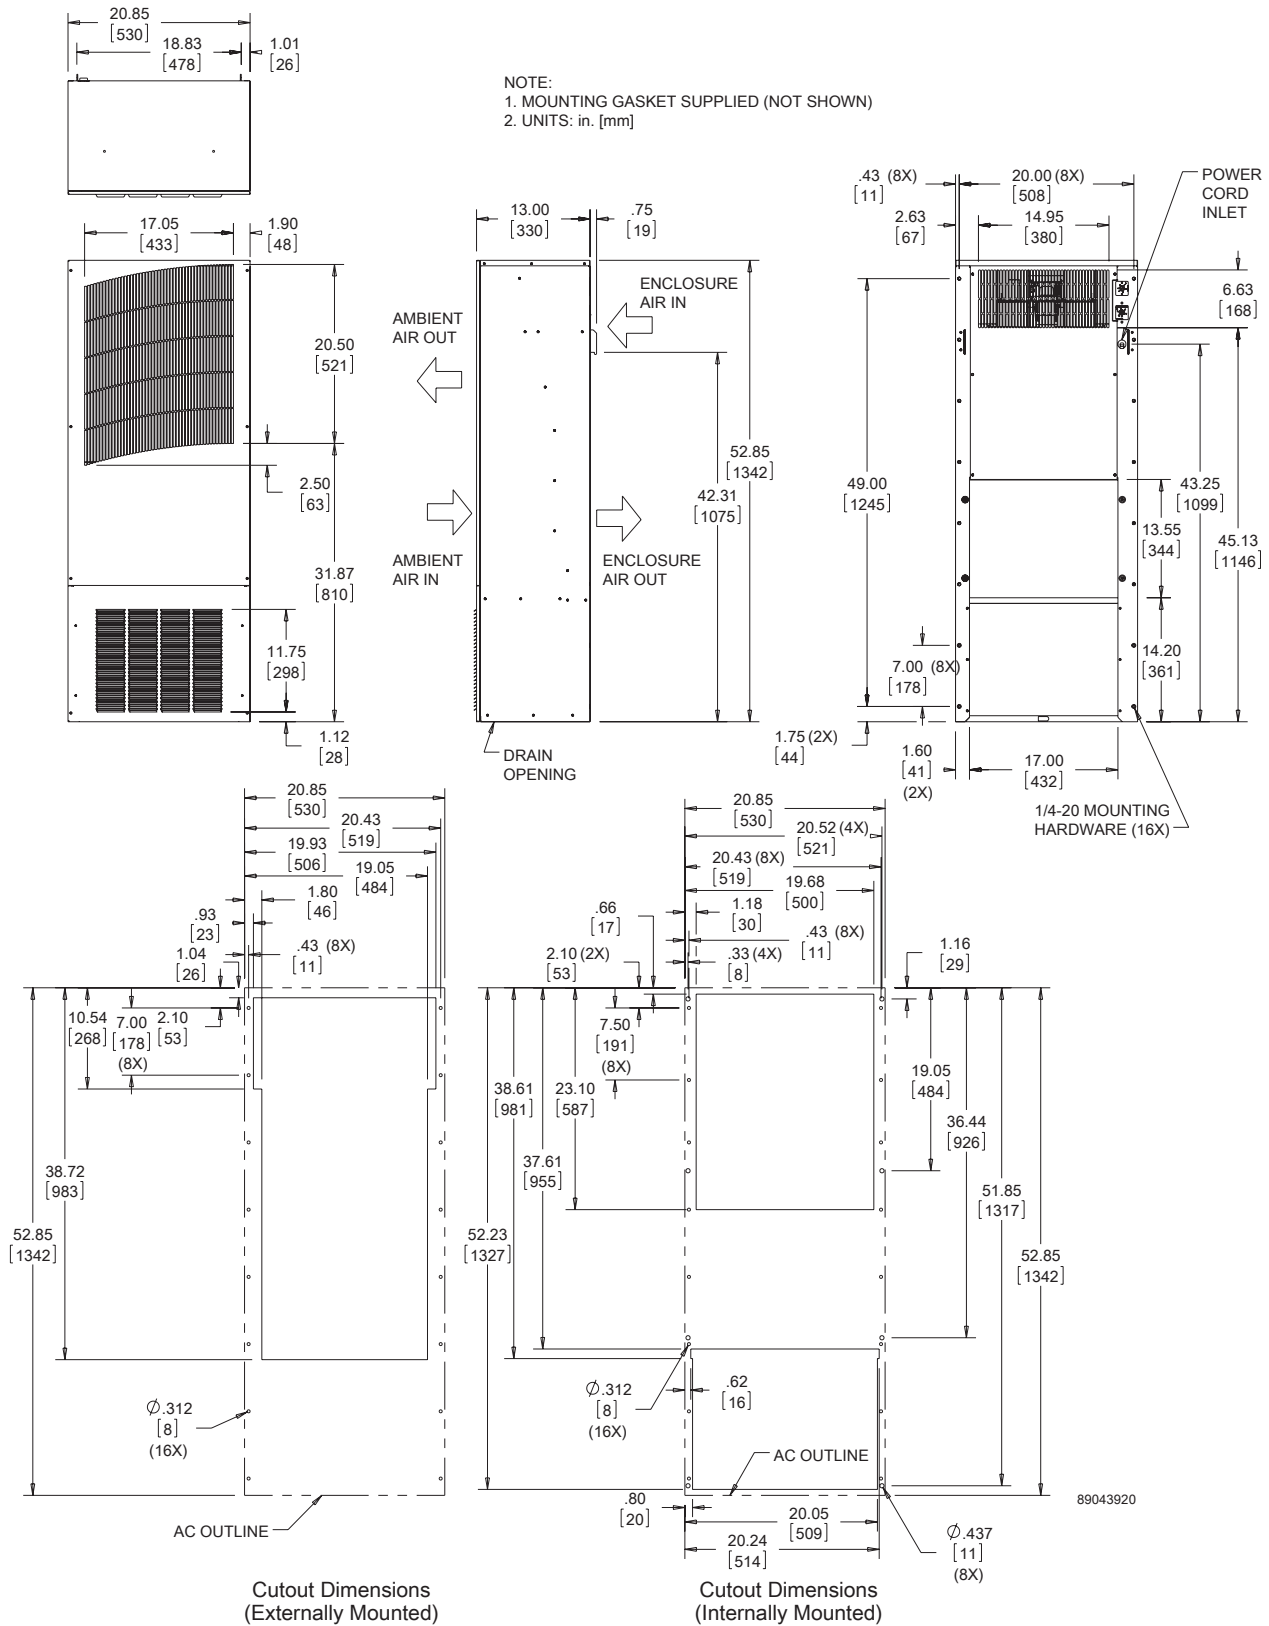 20.85
[530]
18.83
[478]
1.01
[26]
NOTE:
1. MOUNTING GASKET SUPPLIED (NOT SHOWN)
2. UNITS: in. [mm]
17.05
[433]
1.90
[48]
20.50
[521]
2.50
[63]
31.87
[810]
11.75
[298]
1.12
[28]
13.00
[330]
.75
[19]
ENCLOSURE
AIR IN
AMBIENT
AIR OUT
52.85
[1342]
42.31
[1075]
AMBIENT
AIR IN
ENCLOSURE
AIR OUT
DRAIN
OPENING
.43 (8X)
[11]
20.00 (8X)
[508]
POWER
CORD
INLET
2.63
[67]
14.95
[380]
6.63
[168]
49.00
[1245]
43.25
[1099]
13.55
[344]
45.13
[1146]
7.00 (8X)
[178]
14.20
[361]
1.75 (2X)
[44]
1.60
[41]
(2X)
17.00
[432]
1/4-20 MOUNTING
HARDWARE (16X)
20.85
[530]
20.43
[519]
19.93
[506]
19.05
[484]
1.80
[46]
.93
[23]
1.04
[26]
.43 (8X)
[11]
10.54
[268]
7.00
[178]
(8X)
2.10
[53]
38.72
[983]
52.85
[1342]
Ø.312
[8]
(16X)
AC OUTLINE
Cutout Dimensions
(Externally Mounted)
20.85
[530]
20.52 (4X)
[521]
20.43 (8X)
[519]
19.68
[500]
1.18
[30]
.66
[17]
.43 (8X)
[11]
2.10 (2X)
[53]
.33 (4X)
[8]
1.16
[29]
7.50
[191]
(8X)
38.61
[981]
23.10
[587]
19.05
[484]
36.44
[926]
37.61
[955]
51.85
[1317]
52.23
[1327]
52.85
[1342]
Ø.312
[8]
(16X)
.62
[16]
AC OUTLINE
.80
[20]
20.05
[509]
20.24
[514]
Ø.437
[11]
(8X)
89043920
Cutout Dimensions
(Internally Mounted)